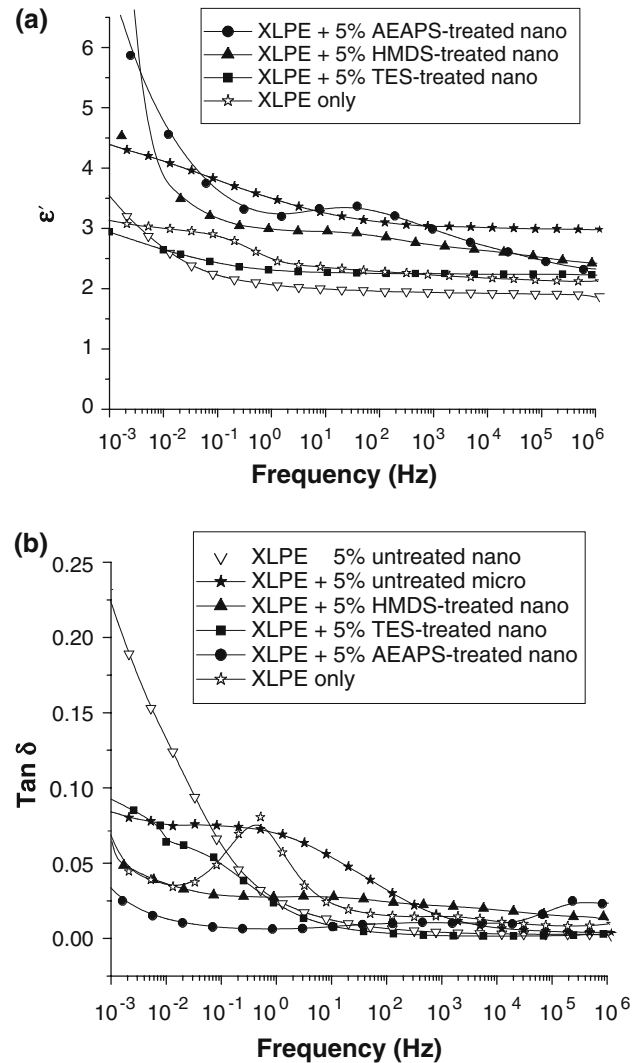 (a)
XLPE + 5% AEAPS-treated nano
XLPE + 5% HMDS-treated nano
XLPE + 5% TES-treated nano
XLPE only
6
5
4
3
2
1
0
ε′
10⁻³ 10⁻² 10⁻¹ 10⁰ 10¹ 10² 10³ 10⁴ 10⁵ 10⁶
Frequency (Hz)
(b)
XLPE 5% untreated nano
XLPE + 5% untreated micro
XLPE + 5% HMDS-treated nano
XLPE + 5% TES-treated nano
XLPE + 5% AEAPS-treated nano
XLPE only
0.25
0.20
0.15
0.10
0.05
0.00
Tan δ
10⁻³ 10⁻² 10⁻¹ 10⁰ 10¹ 10² 10³ 10⁴ 10⁵ 10⁶
Frequency (Hz)